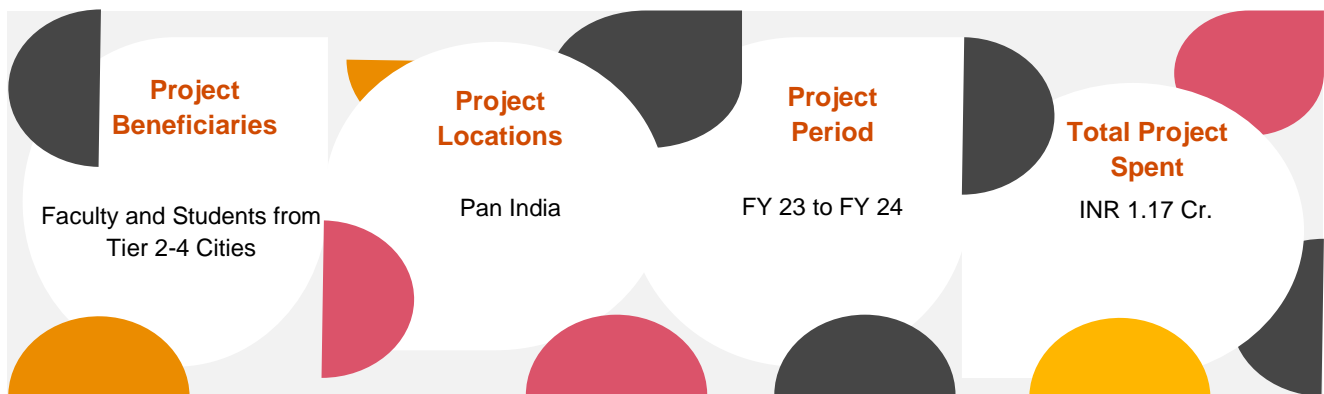 Project
Beneficiaries
Faculty and Students from
Tier 2-4 Cities
Project
Locations
Pan India
Project
Period
FY 23 to FY 24
Total Project
Spent
INR 1.17 Cr.